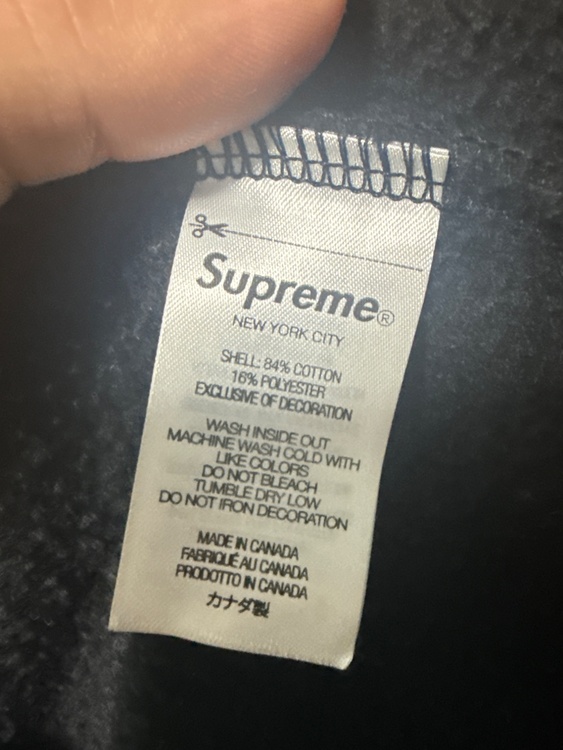 Supreme®
NEW YORK CITY
SHELL: 84% COTTON
16% POLYESTER
EXCLUSIVE OF DECORATION
WASH INSIDE OUT
MACHINE WASH COLD WITH
LIKE COLORS
DO NOT BLEACH
TUMBLE DRY LOW
DO NOT IRON DECORATION
MADE IN CANADA
FABRIQUÉ AU CANADA
PRODOTTO IN CANADA
カナダ製